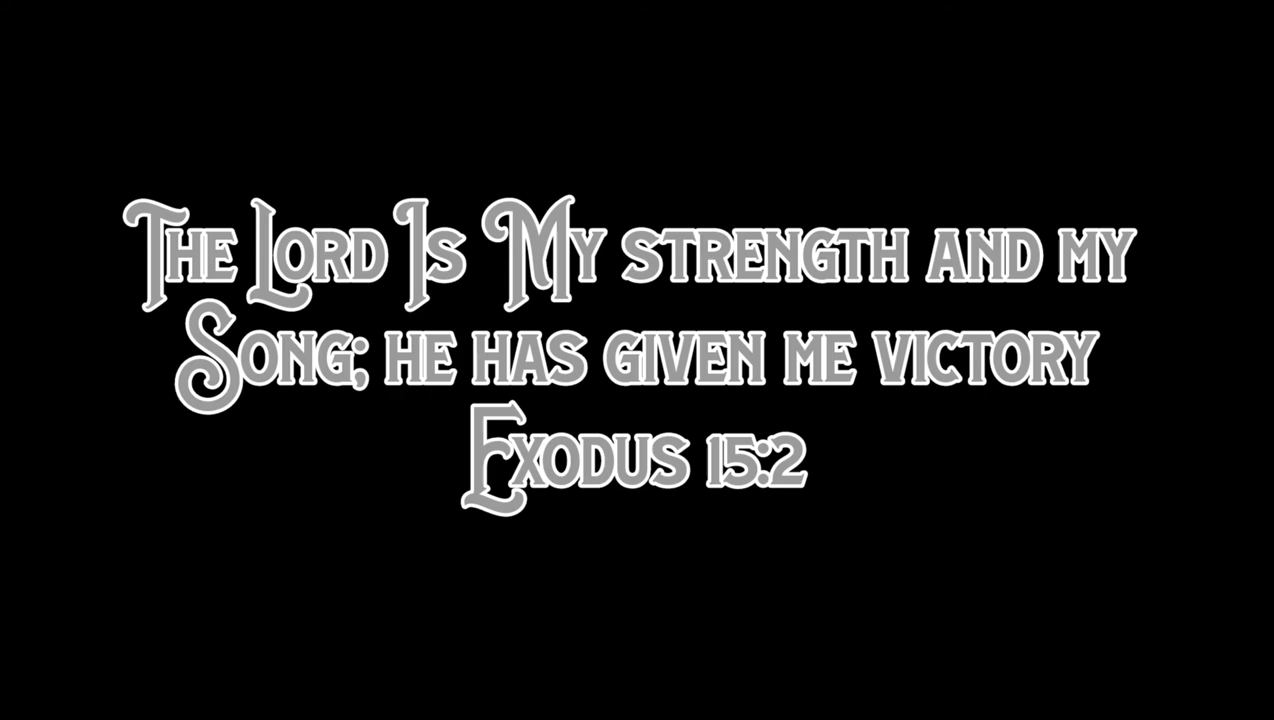 The Lord Is My strength and my
Song; he has given me victory
Exodus 15:2